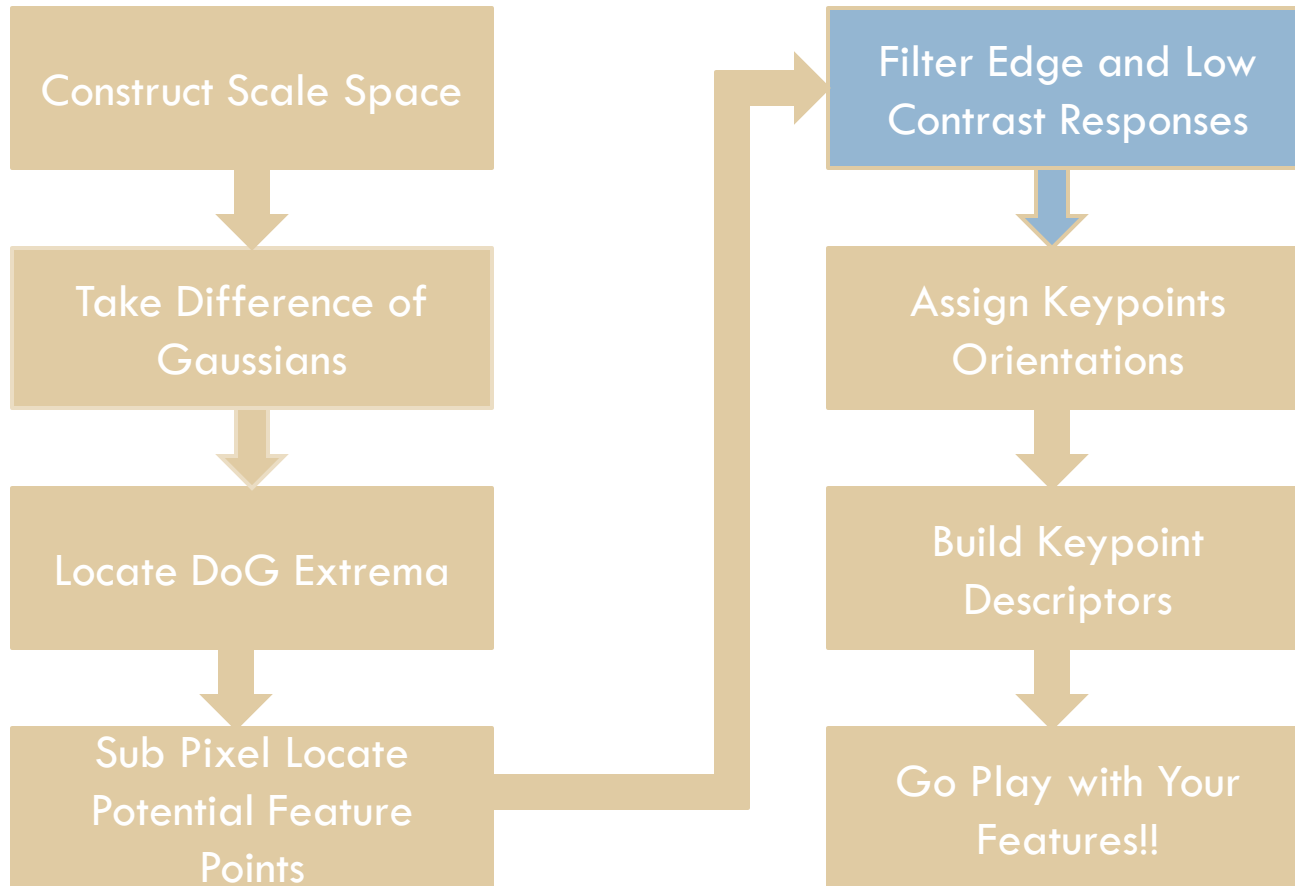 Construct Scale Space
Take Difference of
Gaussians
Locate DoG Extrema
Sub Pixel Locate
Potential Feature
Points
Filter Edge and Low
Contrast Responses
Assign Keypoints
Orientations
Build Keypoint
Descriptors
Go Play with Your
Features!!